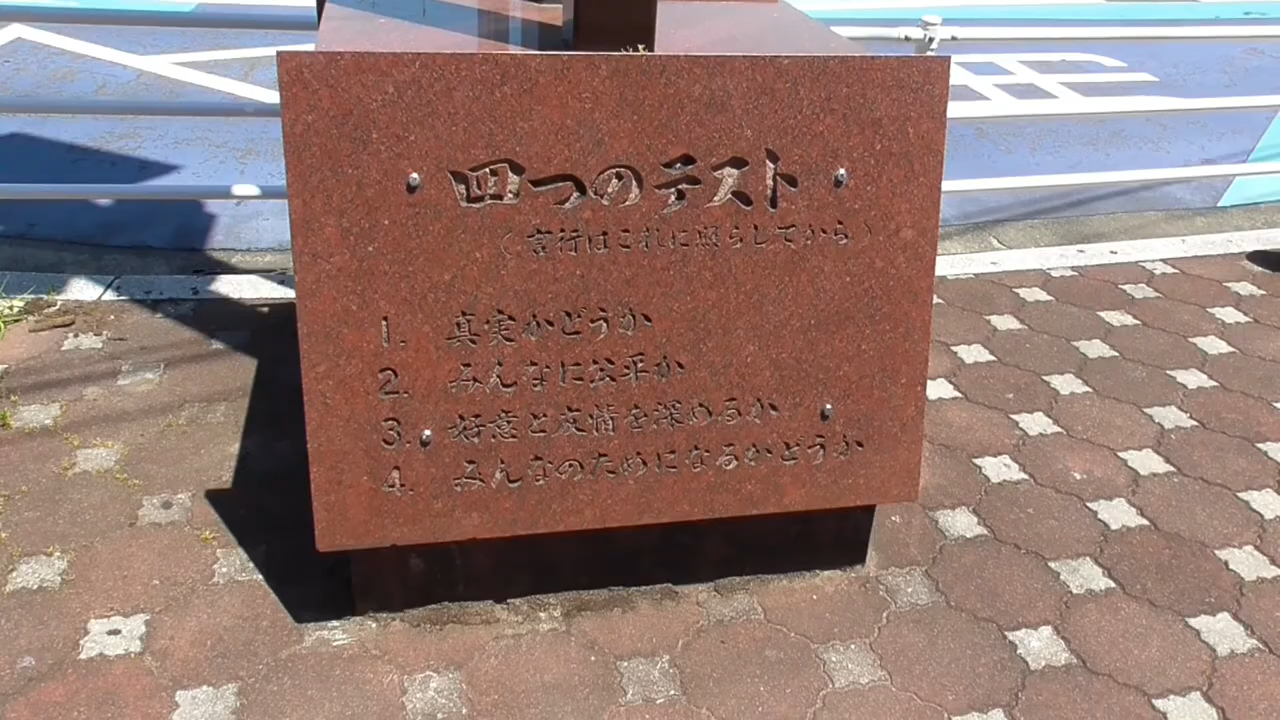 四つのテスト
（言行はこれに照らしてから）
1. 真実かどうか
2. みんなに公平か
3. 好意と友情を深めるか
4. みんなのためになるかどうか